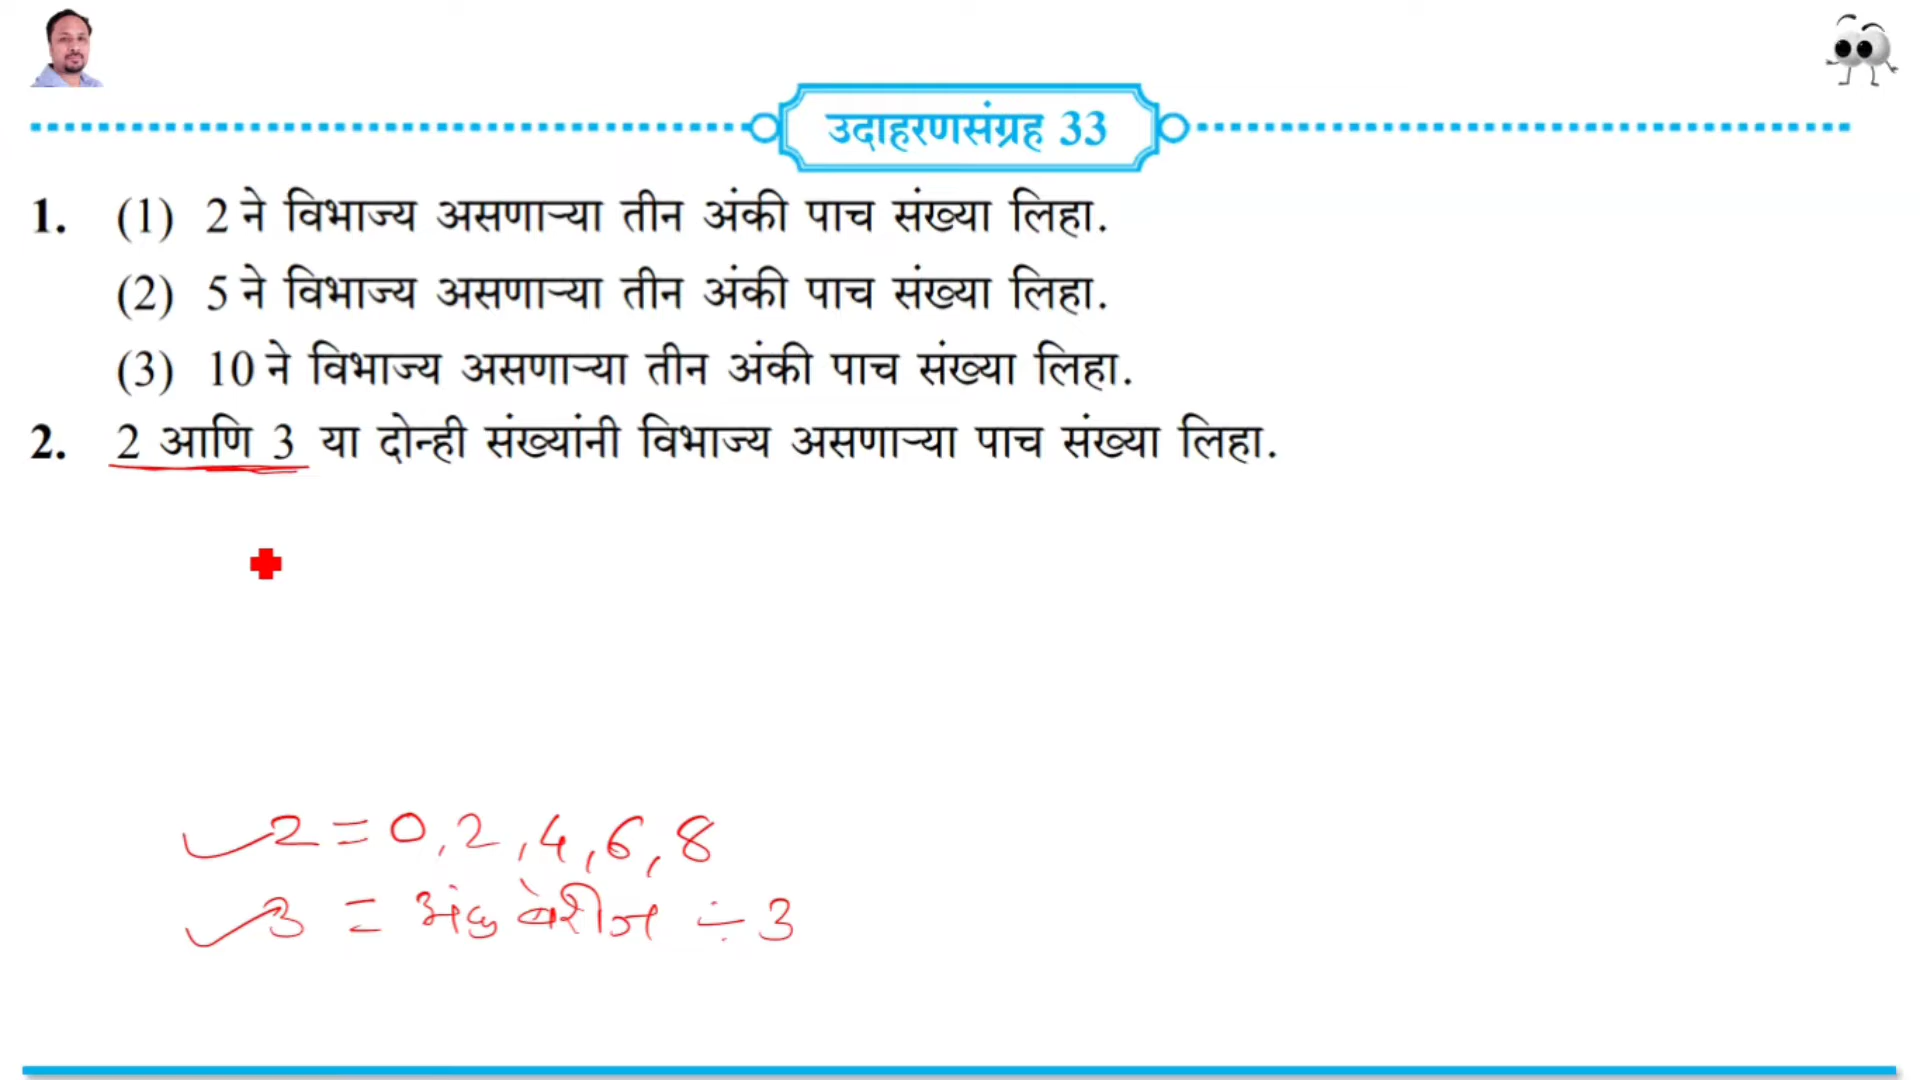 उदाहरणसंग्रह 33
1. (1) 2 ने विभाज्य असणाऱ्या तीन अंकी पाच संख्या लिहा.
(2) 5 ने विभाज्य असणाऱ्या तीन अंकी पाच संख्या लिहा.
(3) 10 ने विभाज्य असणाऱ्या तीन अंकी पाच संख्या लिहा.
2. 2 आणि 3 या दोन्ही संख्यांनी विभाज्य असणाऱ्या पाच संख्या लिहा.
2 = 0, 2, 4, 6, 8
3 = अंक बेरीज ÷ 3